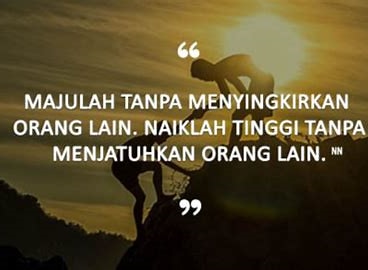 “
MAJULAH TANPA MENYINGKIRKAN
ORANG LAIN. NAIKLAH TINGGI TANPA
MENJATUHKAN ORANG LAIN. NN
”